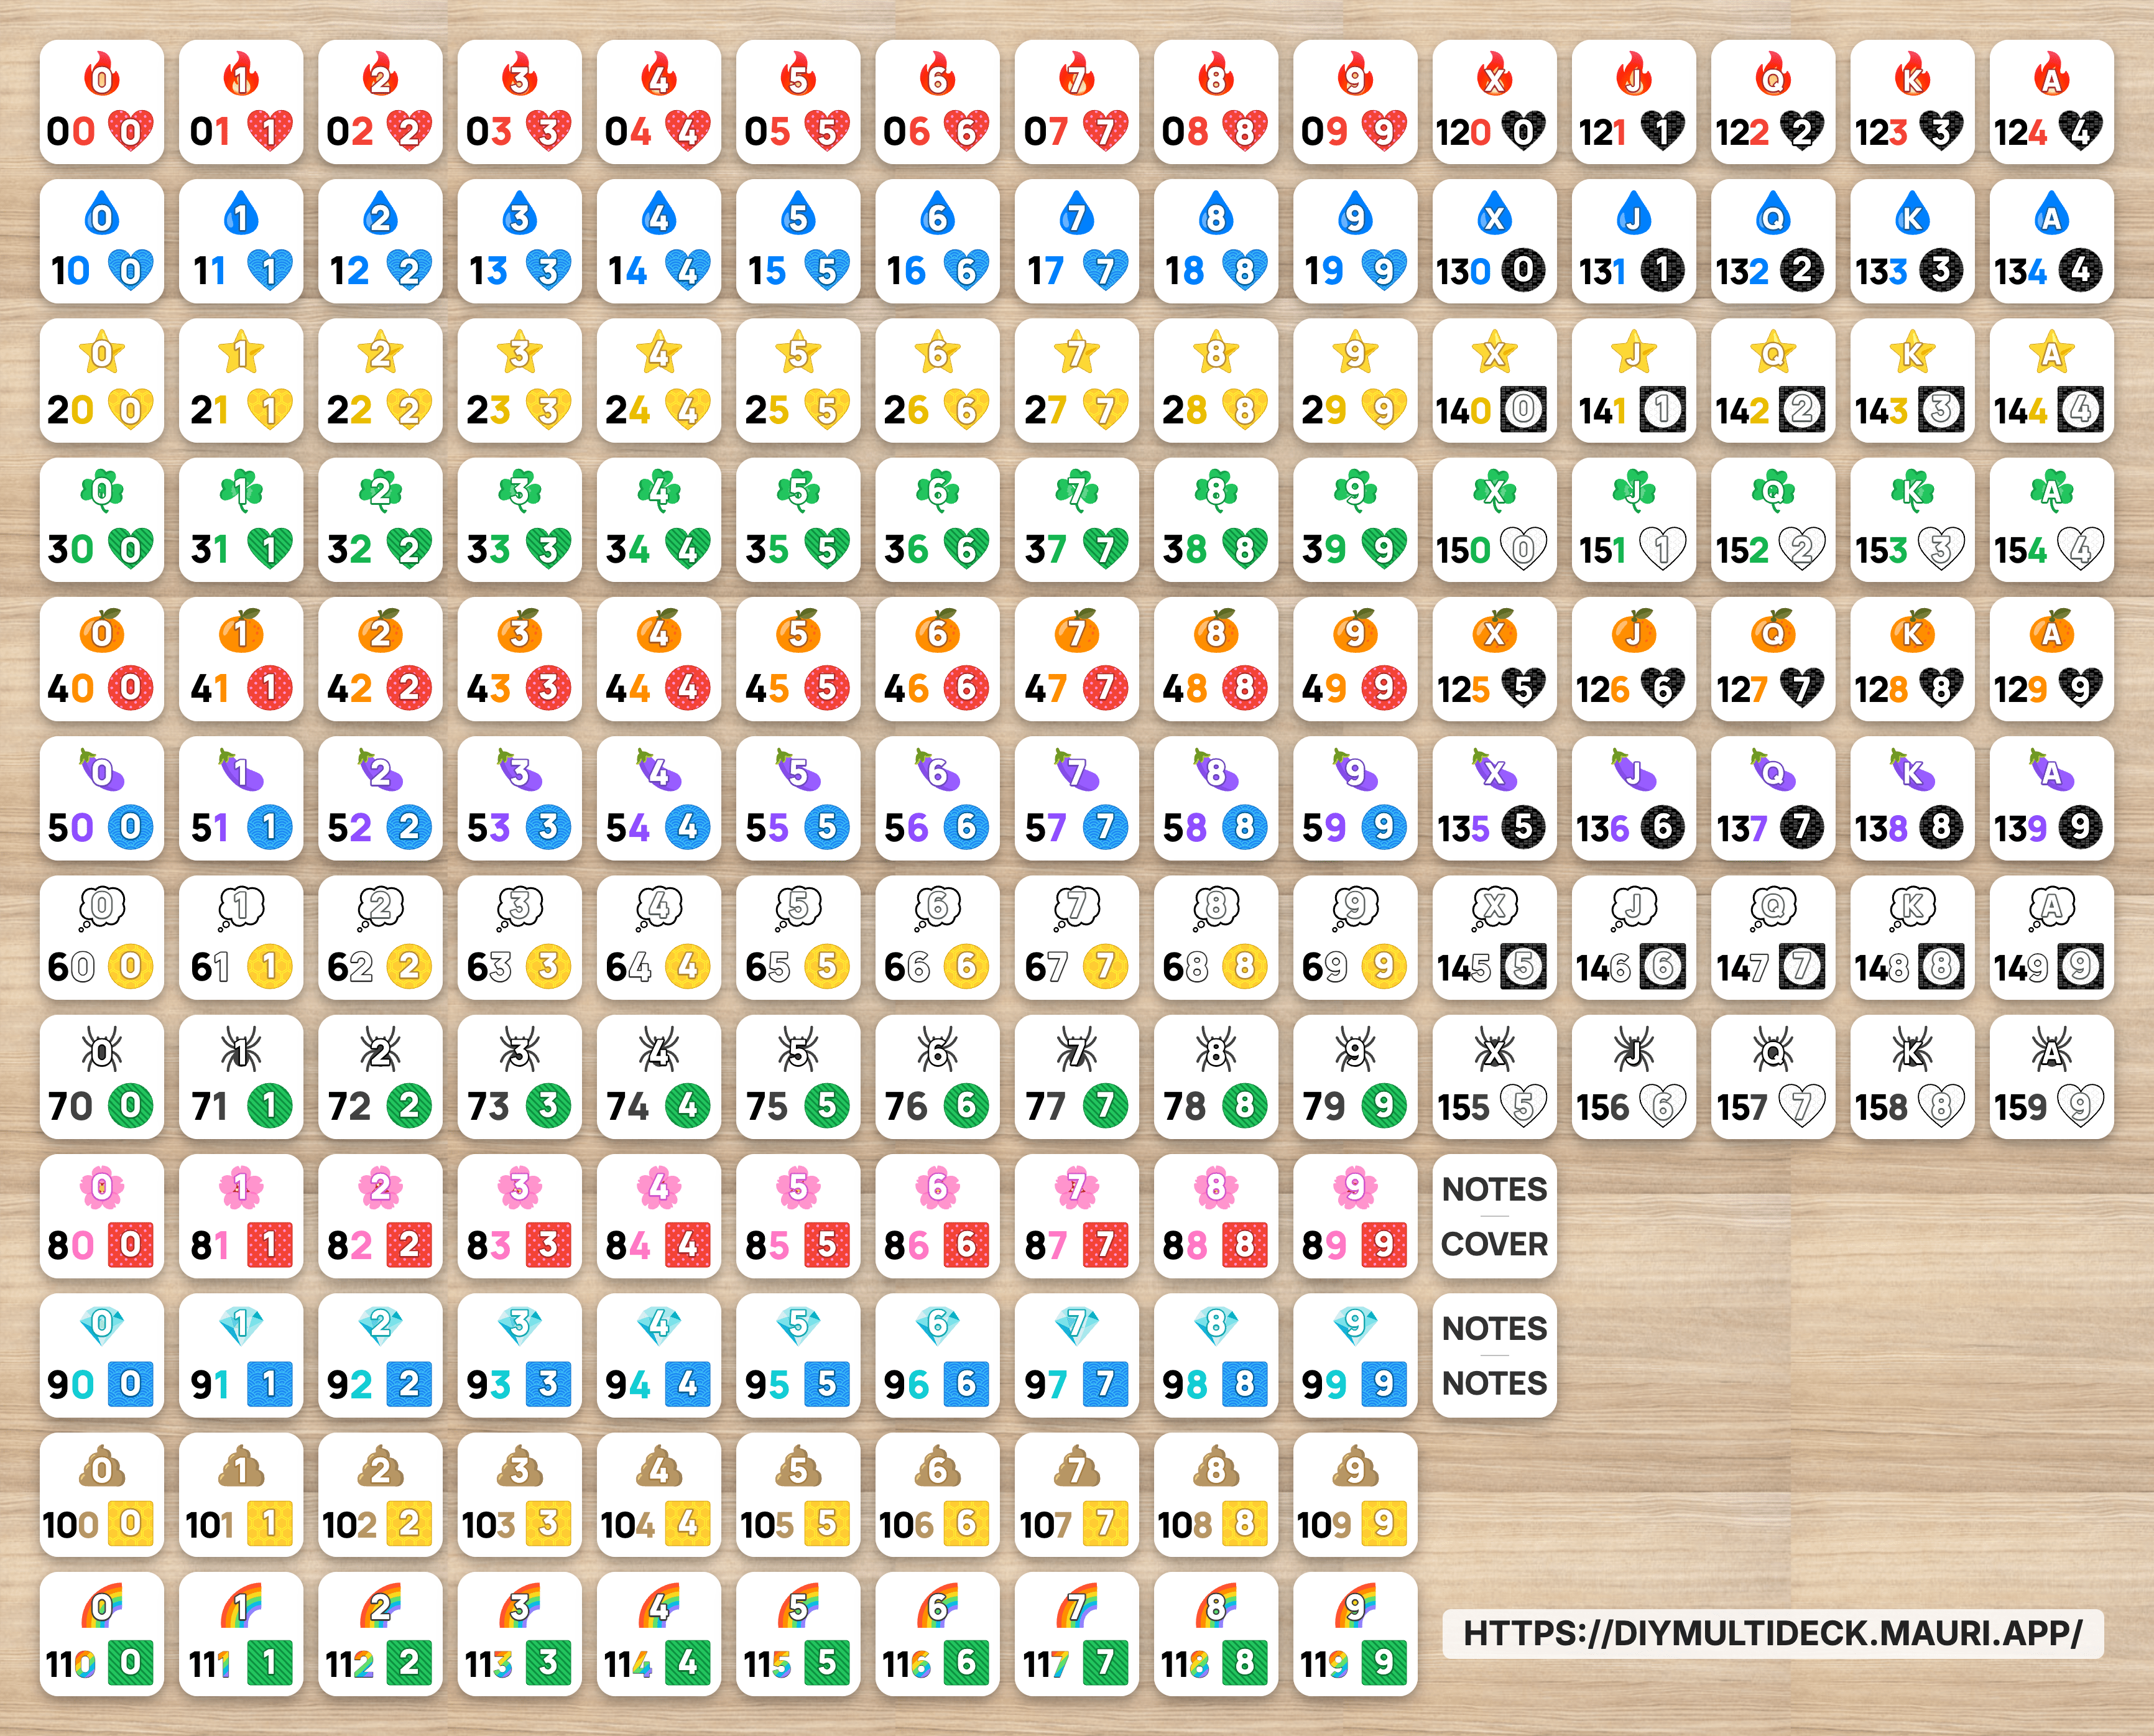 0 1 2 3 4 5 6 7 8 9 X J Q K A
00 0 01 1 02 2 03 3 04 4 05 5 06 6 07 7 08 8 09 9 120 0 121 1 122 2 123 3 124 4
0 1 2 3 4 5 6 7 8 9 X J Q K A
10 0 11 1 12 2 13 3 14 4 15 5 16 6 17 7 18 8 19 9 130 0 131 1 132 2 133 3 134 4
0 1 2 3 4 5 6 7 8 9 X J Q K A
20 0 21 1 22 2 23 3 24 4 25 5 26 6 27 7 28 8 29 9 140 0 141 1 142 2 143 3 144 4
0 1 2 3 4 5 6 7 8 9 X J Q K A
30 0 31 1 32 2 33 3 34 4 35 5 36 6 37 7 38 8 39 9 150 0 151 1 152 2 153 3 154 4
0 1 2 3 4 5 6 7 8 9 X J Q K A
40 0 41 1 42 2 43 3 44 4 45 5 46 6 47 7 48 8 49 9 125 5 126 6 127 7 128 8 129 9
0 1 2 3 4 5 6 7 8 9 X J Q K A
50 0 51 1 52 2 53 3 54 4 55 5 56 6 57 7 58 8 59 9 135 5 136 6 137 7 138 8 139 9
0 1 2 3 4 5 6 7 8 9 X J Q K A
60 0 61 1 62 2 63 3 64 4 65 5 66 6 67 7 68 8 69 9 145 5 146 6 147 7 148 8 149 9
0 1 2 3 4 5 6 7 8 9 X J Q K A
70 0 71 1 72 2 73 3 74 4 75 5 76 6 77 7 78 8 79 9 155 5 156 6 157 7 158 8 159 9
0 1 2 3 4 5 6 7 8 9 NOTES
80 0 81 1 82 2 83 3 84 4 85 5 86 6 87 7 88 8 89 9 COVER
0 1 2 3 4 5 6 7 8 9 NOTES
90 0 91 1 92 2 93 3 94 4 95 5 96 6 97 7 98 8 99 9 NOTES
0 1 2 3 4 5 6 7 8 9
100 0 101 1 102 2 103 3 104 4 105 5 106 6 107 7 108 8 109 9
0 1 2 3 4 5 6 7 8 9
110 0 111 1 112 2 113 3 114 4 115 5 116 6 117 7 118 8 119 9
HTTPS://DIYMULTIDECK.MAURI.APP/